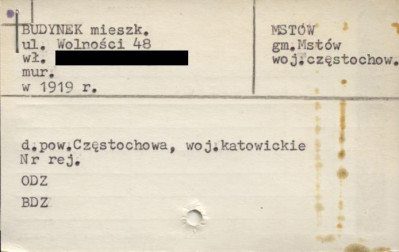 BUDYNEK mieszk.
ul. Wolności 48
wł.
mur.
w 1919 r.
MSTÓW
gm.Mstów
woj.częstochow.
d.pow.Częstochowa, woj.katowickie
Nr rej.
ODZ
BDZ